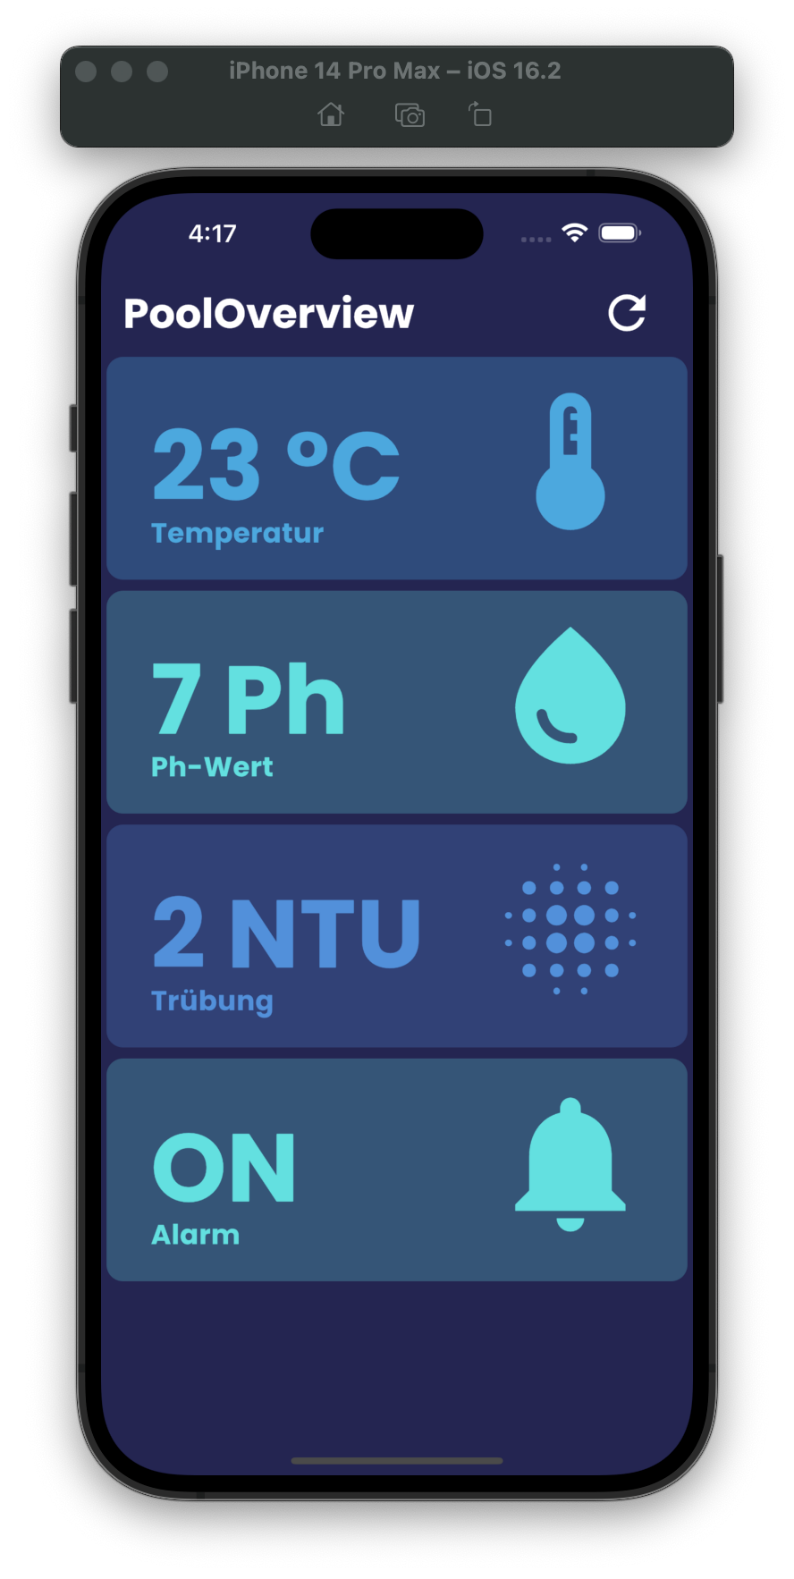 iPhone 14 Pro Max – iOS 16.2
4:17
PoolOverview
23 °C
Temperatur
7 Ph
Ph-Wert
2 NTU
Trübung
ON
Alarm